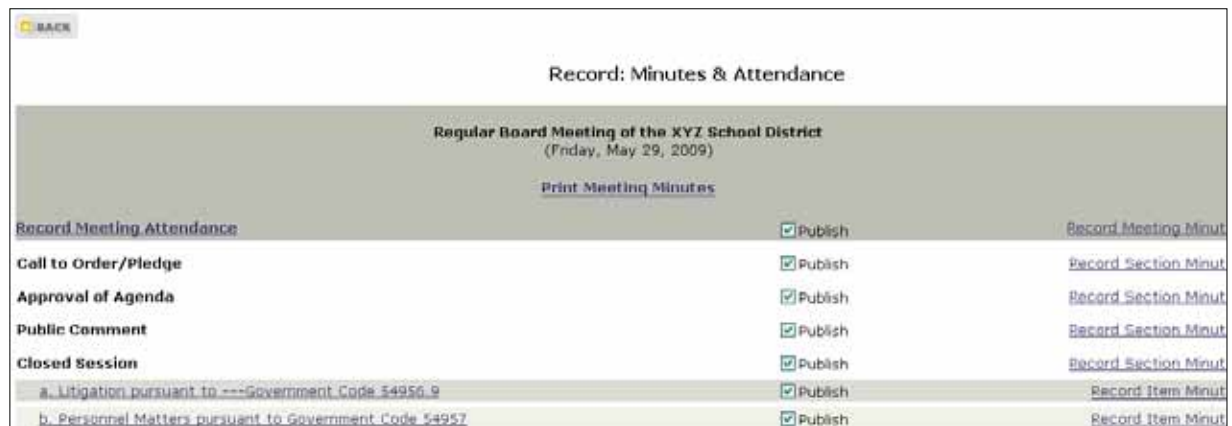 BACK
Record: Minutes & Attendance
Regular Board Meeting of the XYZ School District
(Friday, May 29, 2009)
Print Meeting Minutes
Record Meeting Attendance Publish Record Meeting Minut
Call to Order/Pledge Publish Record Section Minut
Approval of Agenda Publish Record Section Minut
Public Comment Publish Record Section Minut
Closed Session Publish Record Section Minut
a. Litigation pursuant to ---Government Code 54956.9 Publish Record Item Minut
b. Personnel Matters pursuant to Government Code 54957 Publish Record Item Minut